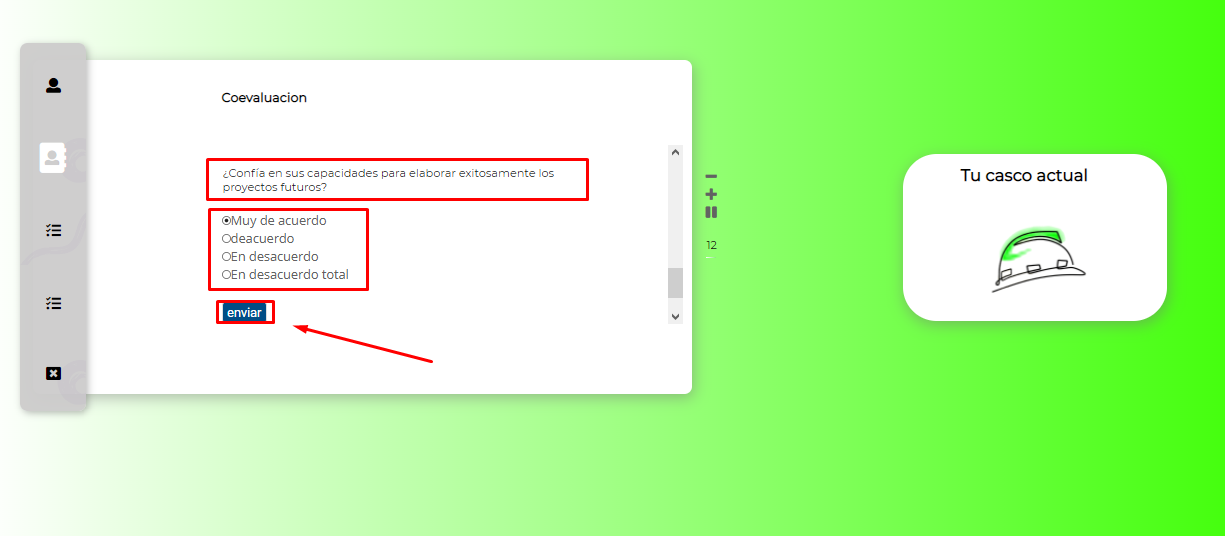 Coevaluacion
¿Confía en sus capacidades para elaborar exitosamente los
proyectos futuros?
Muy de acuerdo
deacuerdo
En desacuerdo
En desacuerdo total
enviar
12
Tu casco actual